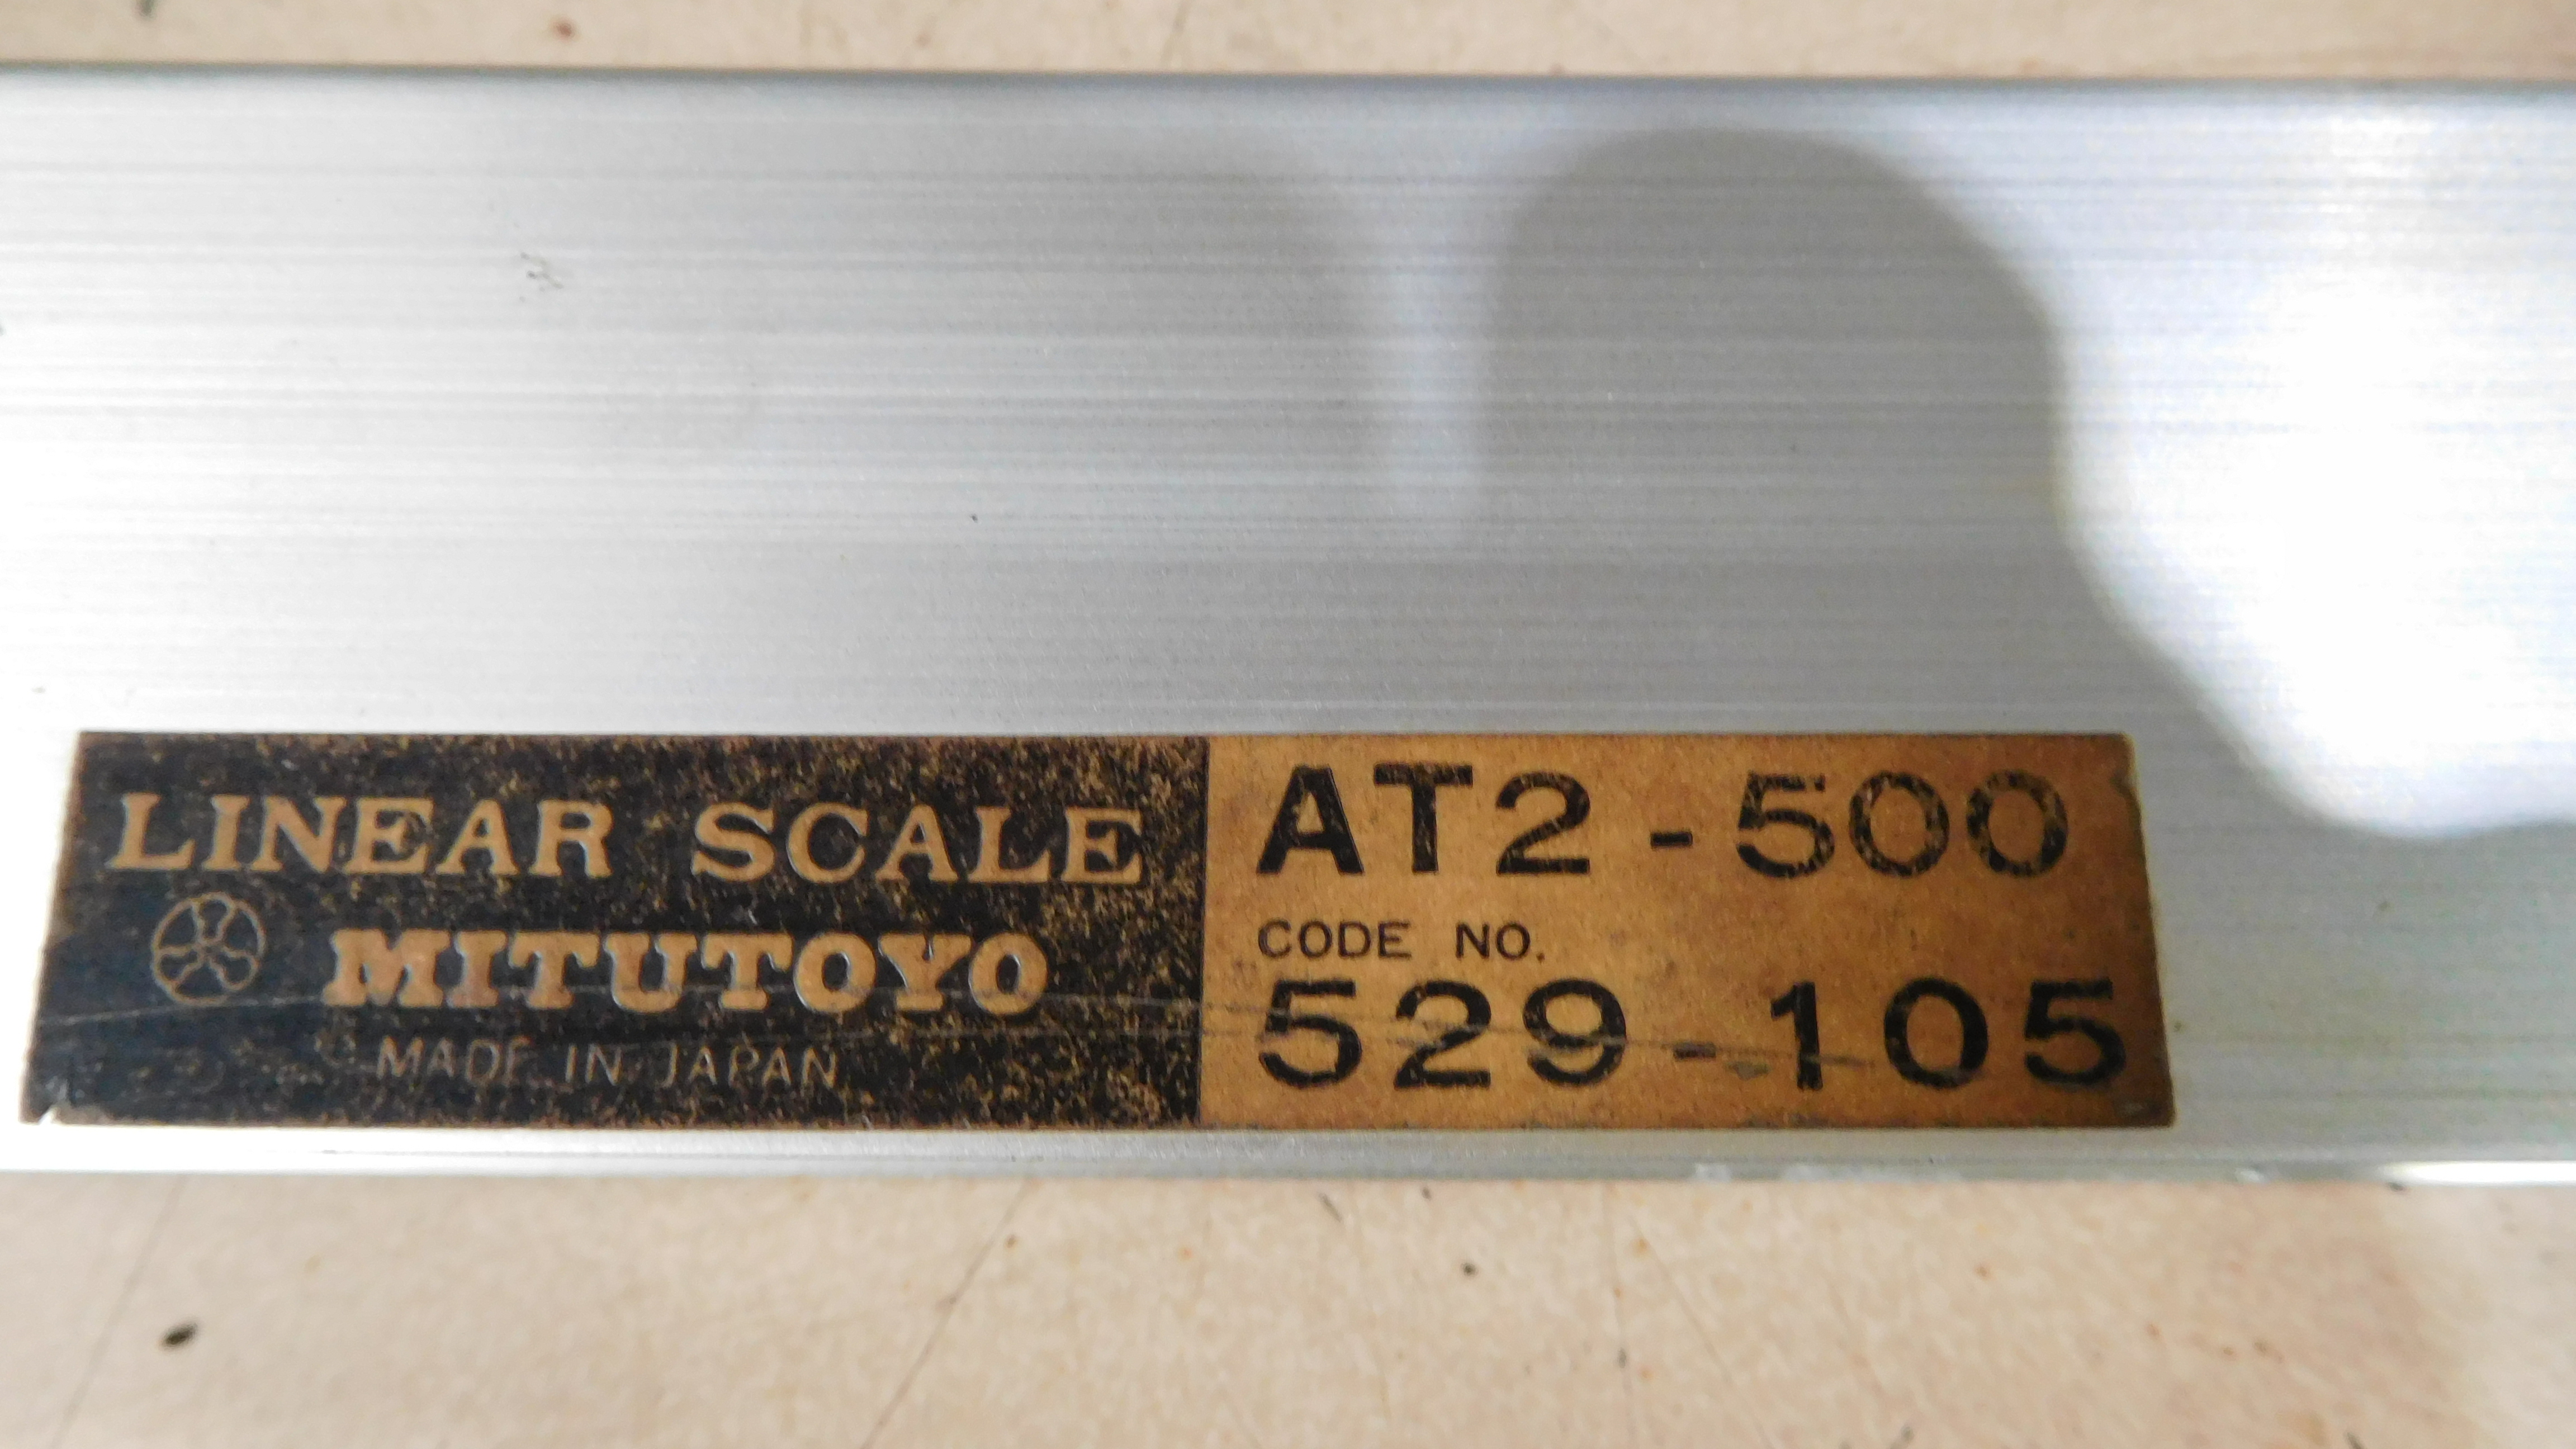 LINEAR SCALE
MITUTOYO
MADE IN JAPAN
AT2-500
CODE NO.
529-105